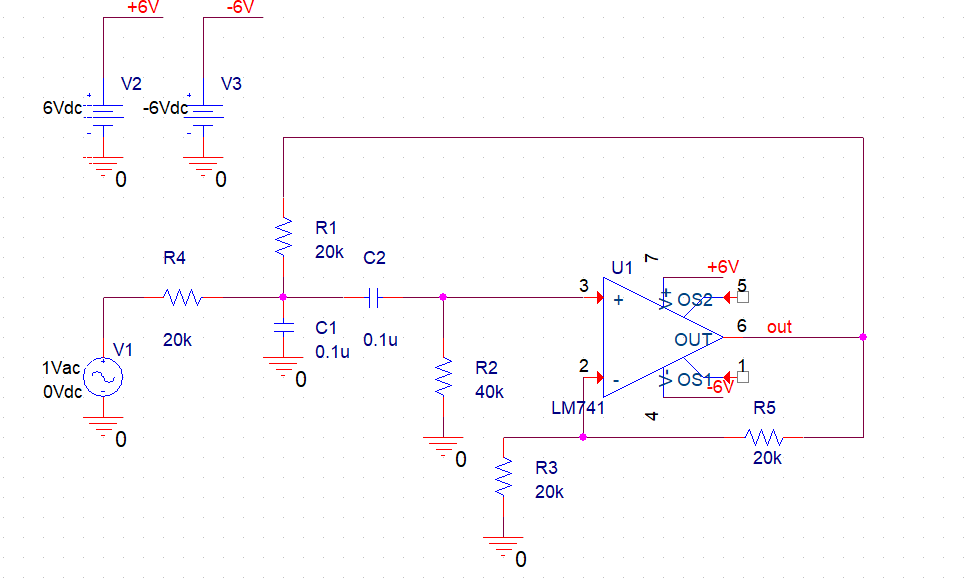 +6V
-6V
V2
V3
6Vdc
-6Vdc
0
0
R1
20k
R4
20k
C2
0.1u
C1
0.1u
0
V1
1Vac
0Vdc
0
R2
40k
0
U1
7
+6V
3
+
V+
OS2
5
OUT
6
out
2
-
V-
OS1
1
-6V
LM741
4
R5
20k
R3
20k
0